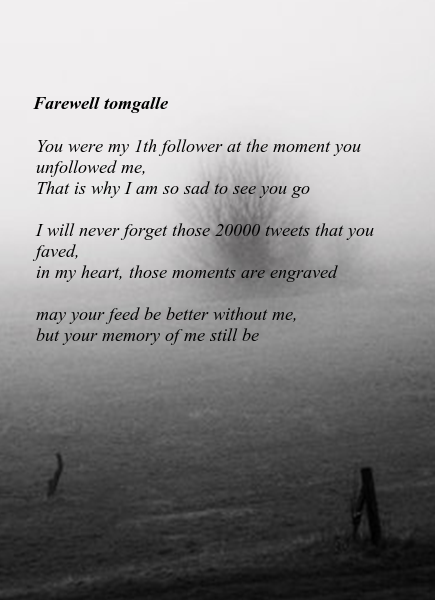 Farewell tomgalle
You were my 1th follower at the moment you
unfollowed me,
That is why I am so sad to see you go
I will never forget those 20000 tweets that you
faved,
in my heart, those moments are engraved
may your feed be better without me,
but your memory of me still be